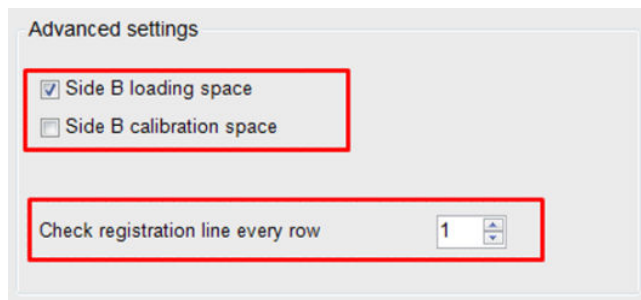 Advanced settings
Side B loading space
Side B calibration space
Check registration line every row 1